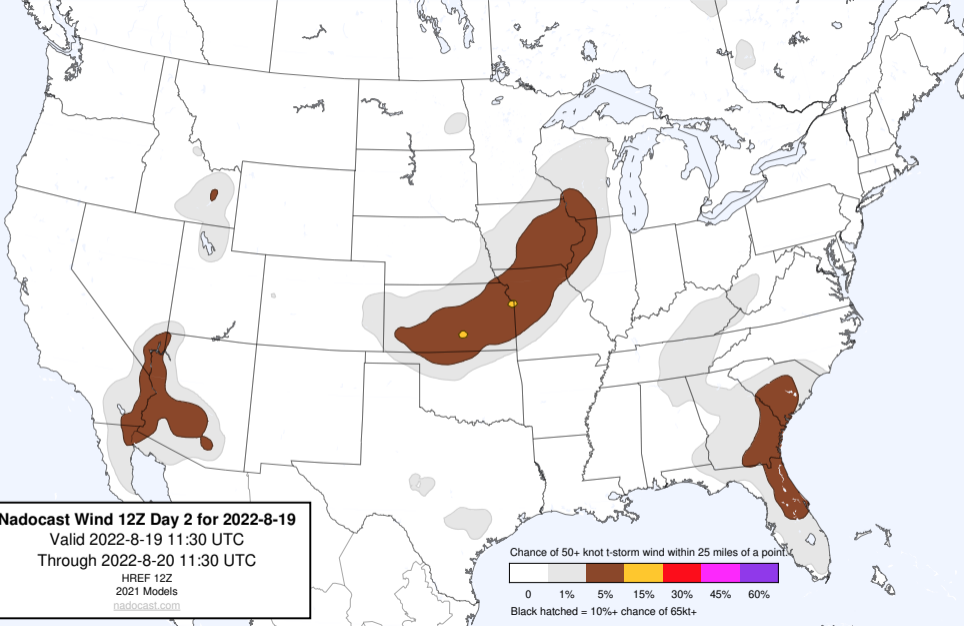 Nadocast Wind 12Z Day 2 for 2022-8-19
Valid 2022-8-19 11:30 UTC
Through 2022-8-20 11:30 UTC
HREF 12Z
2021 Models
nadocast.com
Chance of 50+ knot t-storm wind within 25 miles of a point.
0 1% 5% 15% 30% 45% 60%
Black hatched = 10%+ chance of 65kt+